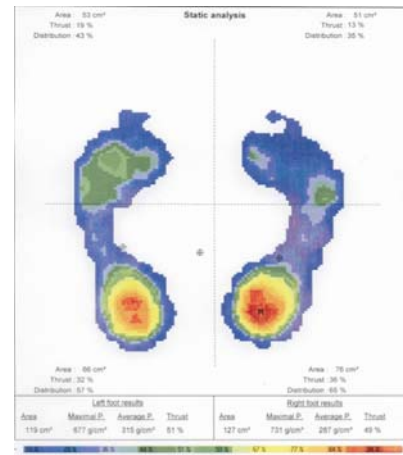 Area : 53 cm²
Thrust : 19 %
Distribution : 43 %
Static analysis
Area : 51 cm²
Thrust : 13 %
Distribution : 35 %
Area : 66 cm²
Thrust : 32 %
Distribution : 57 %
Area : 76 cm²
Thrust : 36 %
Distribution : 65 %
Left foot results
Right foot results
Area Maximal P. Average P. Thrust
119 cm² 677 g/cm² 315 g/cm² 51 %
Area Maximal P. Average P. Thrust
127 cm² 731 g/cm² 287 g/cm² 49 %
M